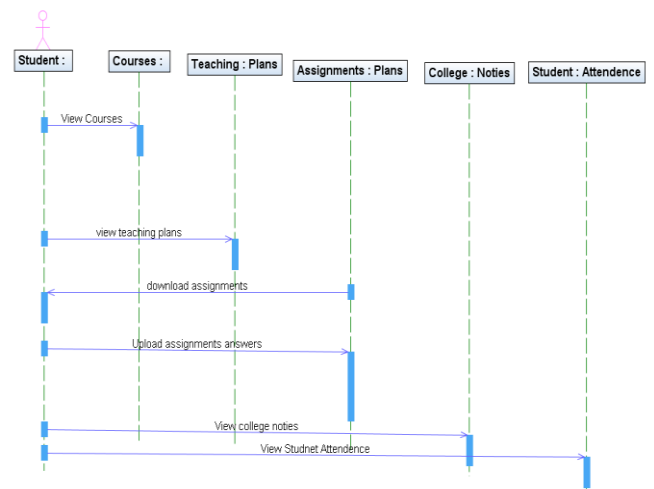 Student :
Courses :
Teaching : Plans
Assignments : Plans
College : Noties
Student : Attendence
View Courses
view teaching plans
download assignments
Upload assignments answers
View college noties
View Studnet Attendence